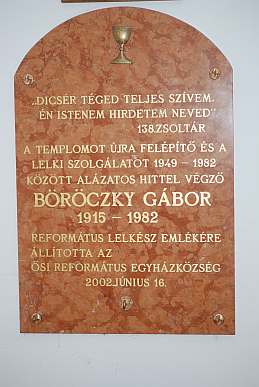 „DICSÉR TÉGED TELJES SZÍVEM,
ÉN ISTENEM HIRDETEM NEVED"
138.ZSOLTÁR
A TEMPLOMOT ÚJRA FELÉPÍTŐ ÉS A
LELKI SZOLGÁLATOT 1949 – 1982
KÖZÖTT ALÁZATOS HITTEL VÉGZŐ
BÖRÖCZKY GÁBOR
1915 – 1982
REFORMÁTUS LELKÉSZ EMLÉKÉRE
ÁLLÍTOTTA AZ
ŐSI REFORMÁTUS EGYHÁZKÖZSÉG
2002.JÚNIUS 16.